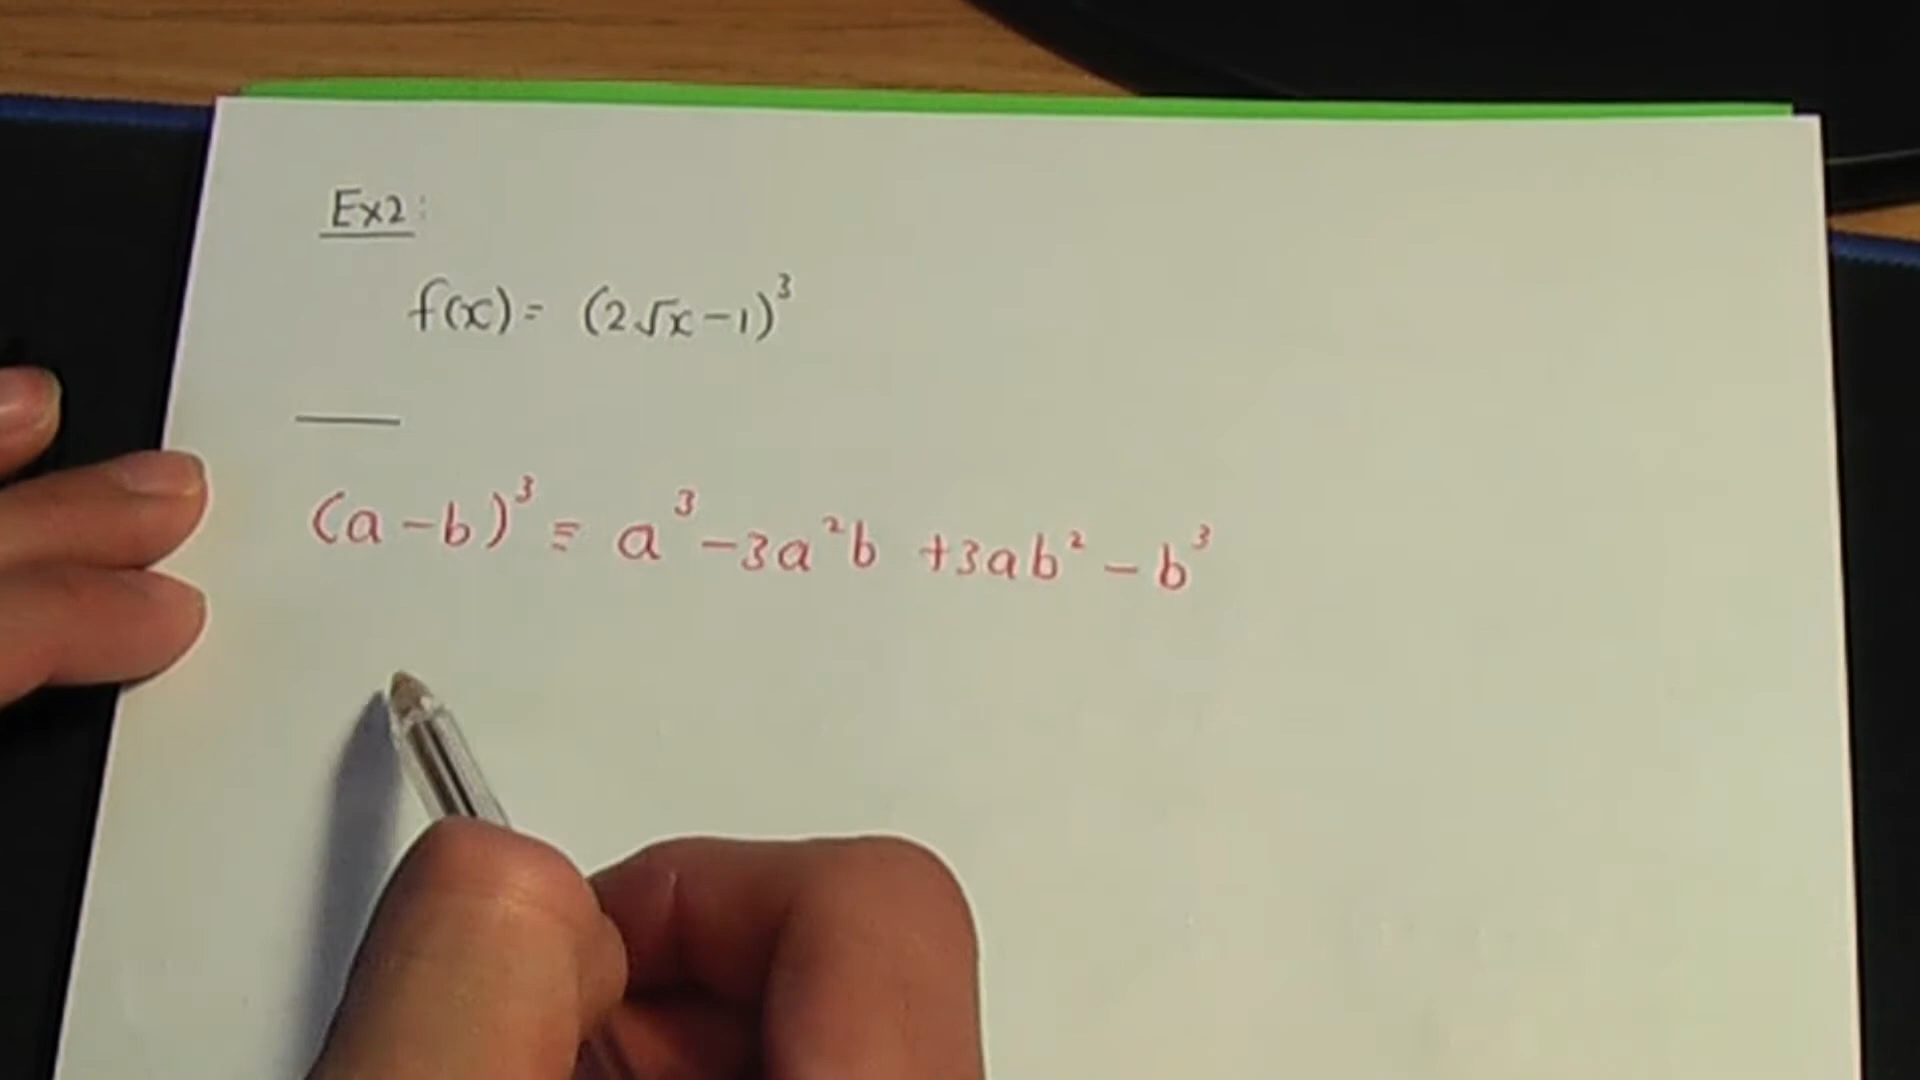 Ex2:
f(x) = (2√x-1)³
(a-b)³ ≡ a³-3a²b +3ab² - b³